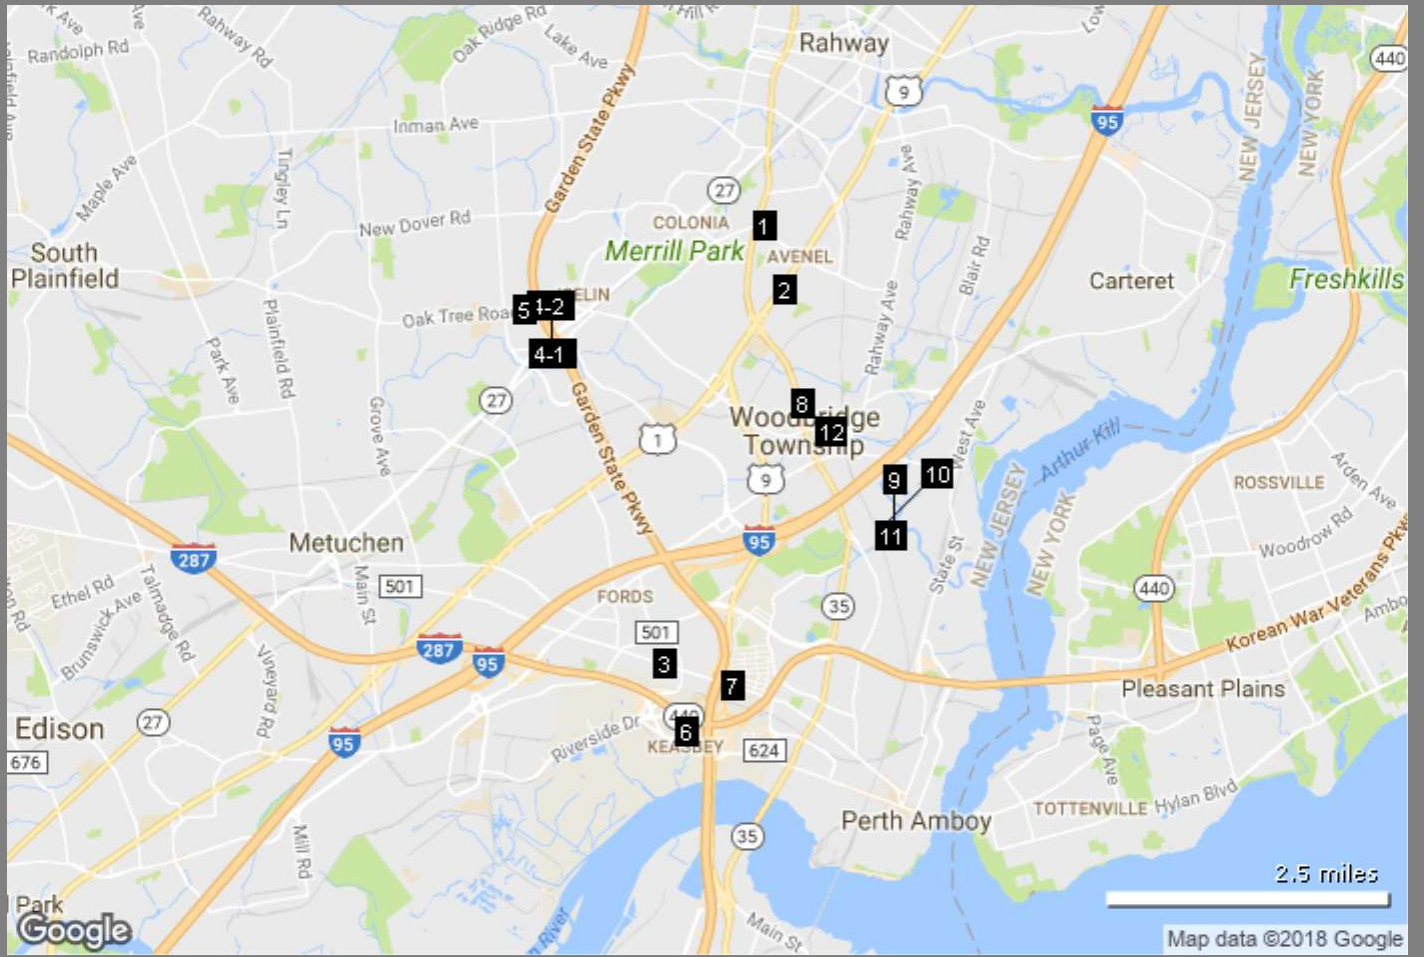 Rahway
Oak Ridge Rd
Lake Ave
Rahway Rd
Randolph Rd
440
9
95
NEW JERSEY
NEW YORK
Garden State Pkwy
Inman Ave
Maple Ave
Tingley Ln
27
Rahway Ave
New Dover Rd
COLONIA
1
Merrill Park
AVENEL
Blair Rd
South
Plainfield
Carteret
Freshkills
2
5
4-2
Oak Tree Road
4-1
Plainfield Rd
Park Ave
Rahway Ave
27
Grove Ave
Garden State Pkwy
8
Woodbridge
Township
12
1
West Ave
Arthur Kill
9
9
10
11
ROSSVILLE
Arden Ave
Woodrow Rd
Metuchen
287
95
NEW JERSEY
NEW YORK
State St
Ethel Rd
Brunswick Ave
Talmadge Rd
Main St
501
FORDS
35
440
Korean War Veterans Pkwy
501
287
95
3
7
Vineyard Rd
Pleasant Plains
Edison
27
95
676
Riverside Dr
440
6
KEASBEY
624
Page Ave
TOTTENVILLE
Hylan Blvd
Perth Amboy
35
Mill Rd
2.5 miles
Park
Google
Main St
River
Map data ©2018 Google